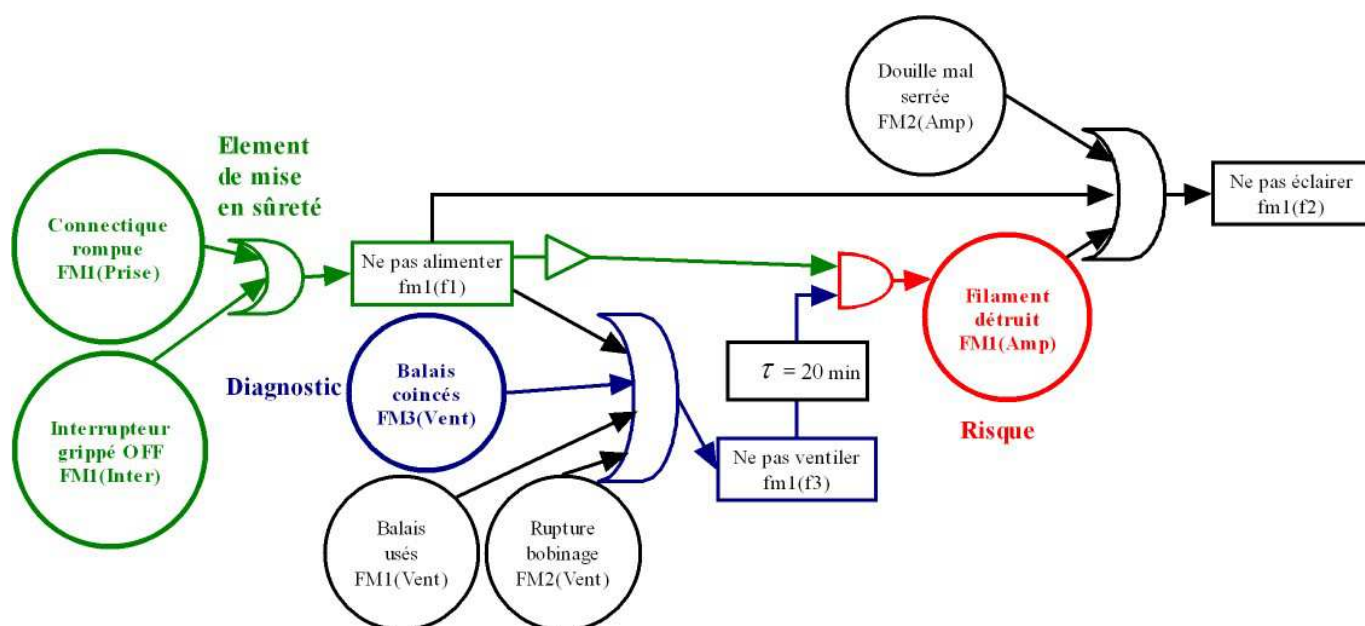 Douille mal
serrée
FM2(Amp)
Element
de mise
en sûreté
Connectique
rompue
FM1(Prise)
Ne pas éclairer
fm1(f2)
Ne pas alimenter
fm1(f1)
Filament
détruit
FM1(Amp)
Diagnostic
Balais
coincés
FM3(Vent)
τ = 20 min
Risque
Interrupteur
grippé OFF
FM1(Inter)
Ne pas ventiler
fm1(f3)
Balais
usés
FM1(Vent)
Rupture
bobinage
FM2(Vent)